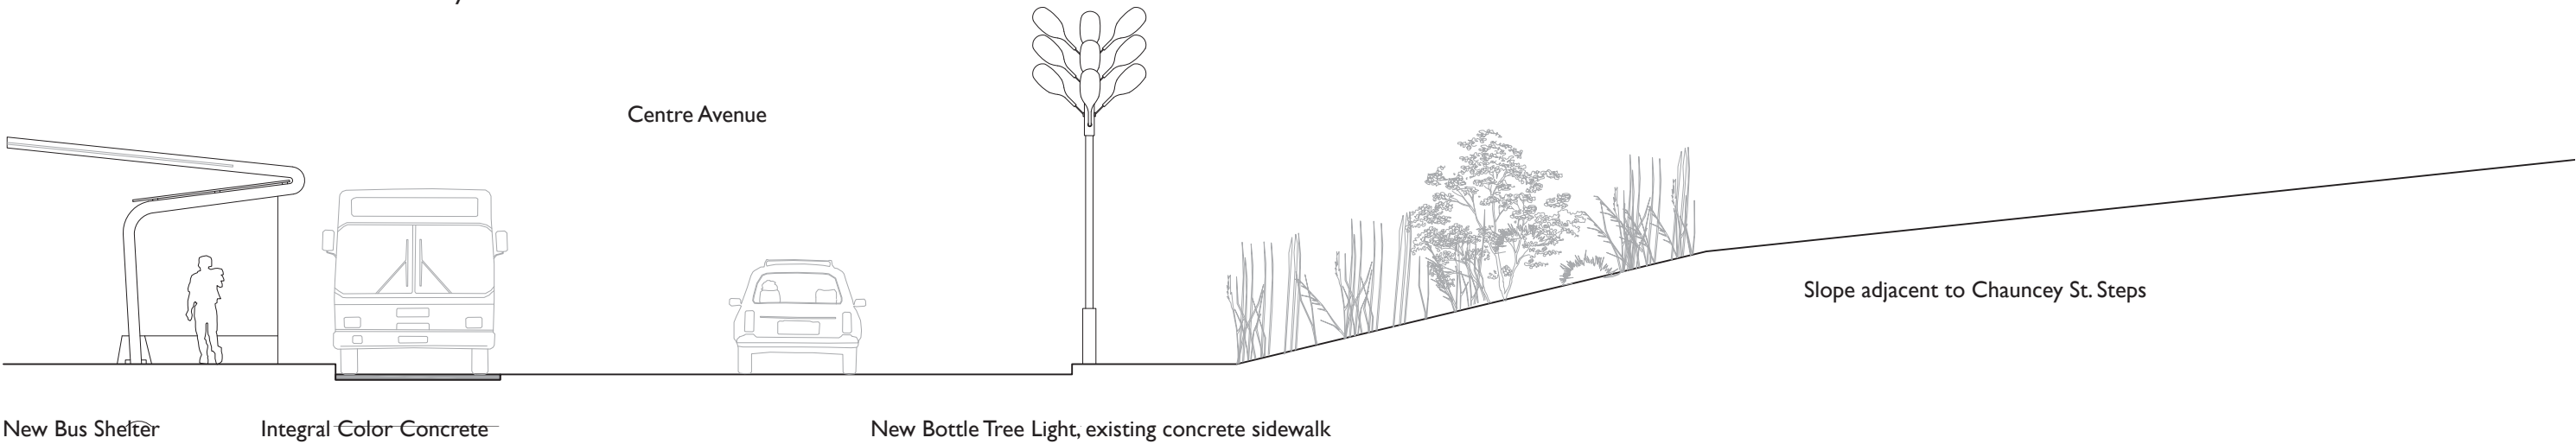 Centre Avenue
Slope adjacent to Chauncey St. Steps
New Bus Shelter
Integral Color Concrete
New Bottle Tree Light, existing concrete sidewalk